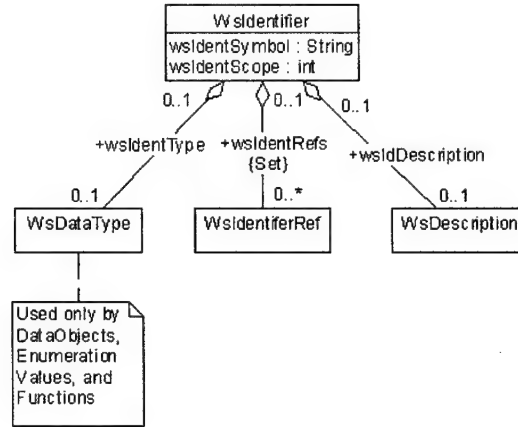 WsIdentifier
wsIdentSymbol : String
wsIdentScope : int
0..1
0..1
0..1
+wsIdentType
+wsIdentRefs
{Set}
+wsIdDescription
0..1
0..*
0..1
WsDataType
WsIdentiferRef
WsDescription
Used only by
DataObjects,
Enumeration
Values, and
Functions